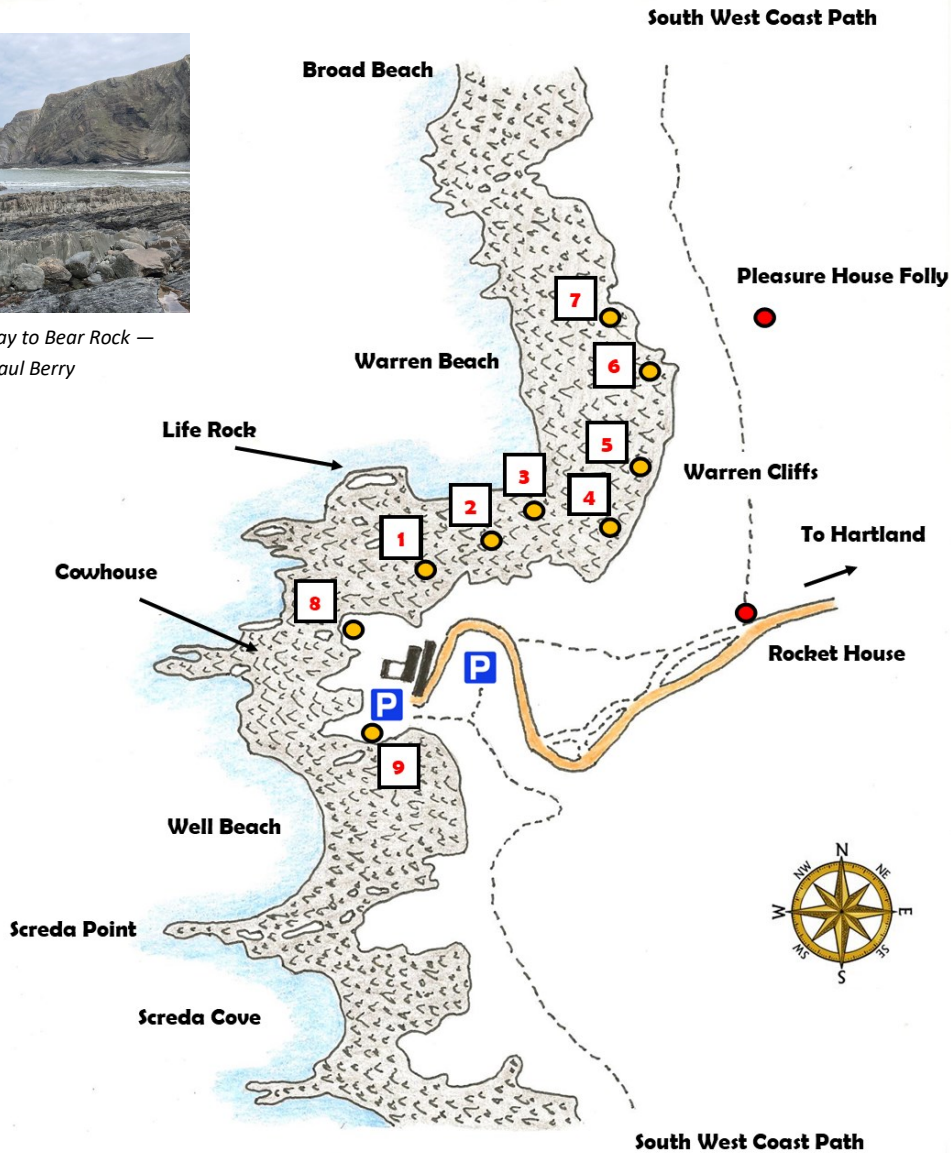 South West Coast Path
Broad Beach
Pleasure House Folly
ay to Bear Rock —
aul Berry
7
Warren Beach
6
Life Rock
5
3
Warren Cliffs
4
2
1
To Hartland
Cowhouse
8
Rocket House
P
P
9
Well Beach
N
NW
NE
W
E
SW
SE
S
Screda Point
Screda Cove
South West Coast Path